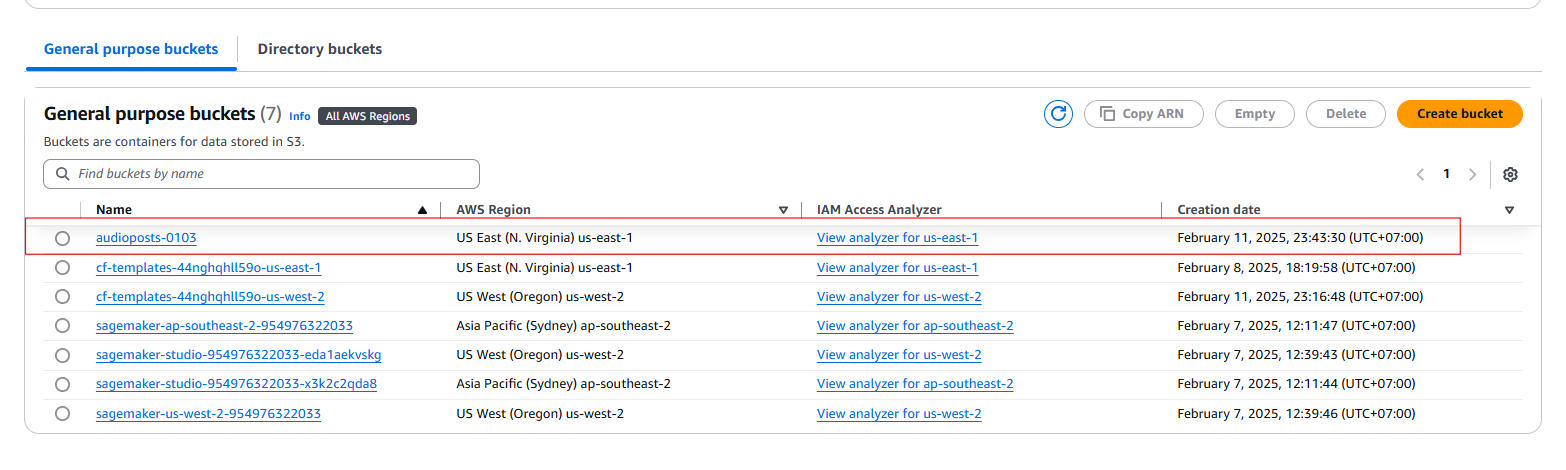 General purpose buckets Directory buckets
General purpose buckets (7) Info All AWS Regions Copy ARN Empty Delete Create bucket
Buckets are containers for data stored in S3.
Find buckets by name 1
Name AWS Region IAM Access Analyzer Creation date
audioposts-0103 US East (N. Virginia) us-east-1 View analyzer for us-east-1 February 11, 2025, 23:43:30 (UTC+07:00)
cf-templates-44nghqhll59o-us-east-1 US East (N. Virginia) us-east-1 View analyzer for us-east-1 February 8, 2025, 18:19:58 (UTC+07:00)
cf-templates-44nghqhll59o-us-west-2 US West (Oregon) us-west-2 View analyzer for us-west-2 February 11, 2025, 23:16:48 (UTC+07:00)
sagemaker-ap-southeast-2-954976322033 Asia Pacific (Sydney) ap-southeast-2 View analyzer for ap-southeast-2 February 7, 2025, 12:11:47 (UTC+07:00)
sagemaker-studio-954976322033-eda1aekvskg US West (Oregon) us-west-2 View analyzer for us-west-2 February 7, 2025, 12:39:43 (UTC+07:00)
sagemaker-studio-954976322033-x3k2c2qda8 Asia Pacific (Sydney) ap-southeast-2 View analyzer for ap-southeast-2 February 7, 2025, 12:11:44 (UTC+07:00)
sagemaker-us-west-2-954976322033 US West (Oregon) us-west-2 View analyzer for us-west-2 February 7, 2025, 12:39:46 (UTC+07:00)